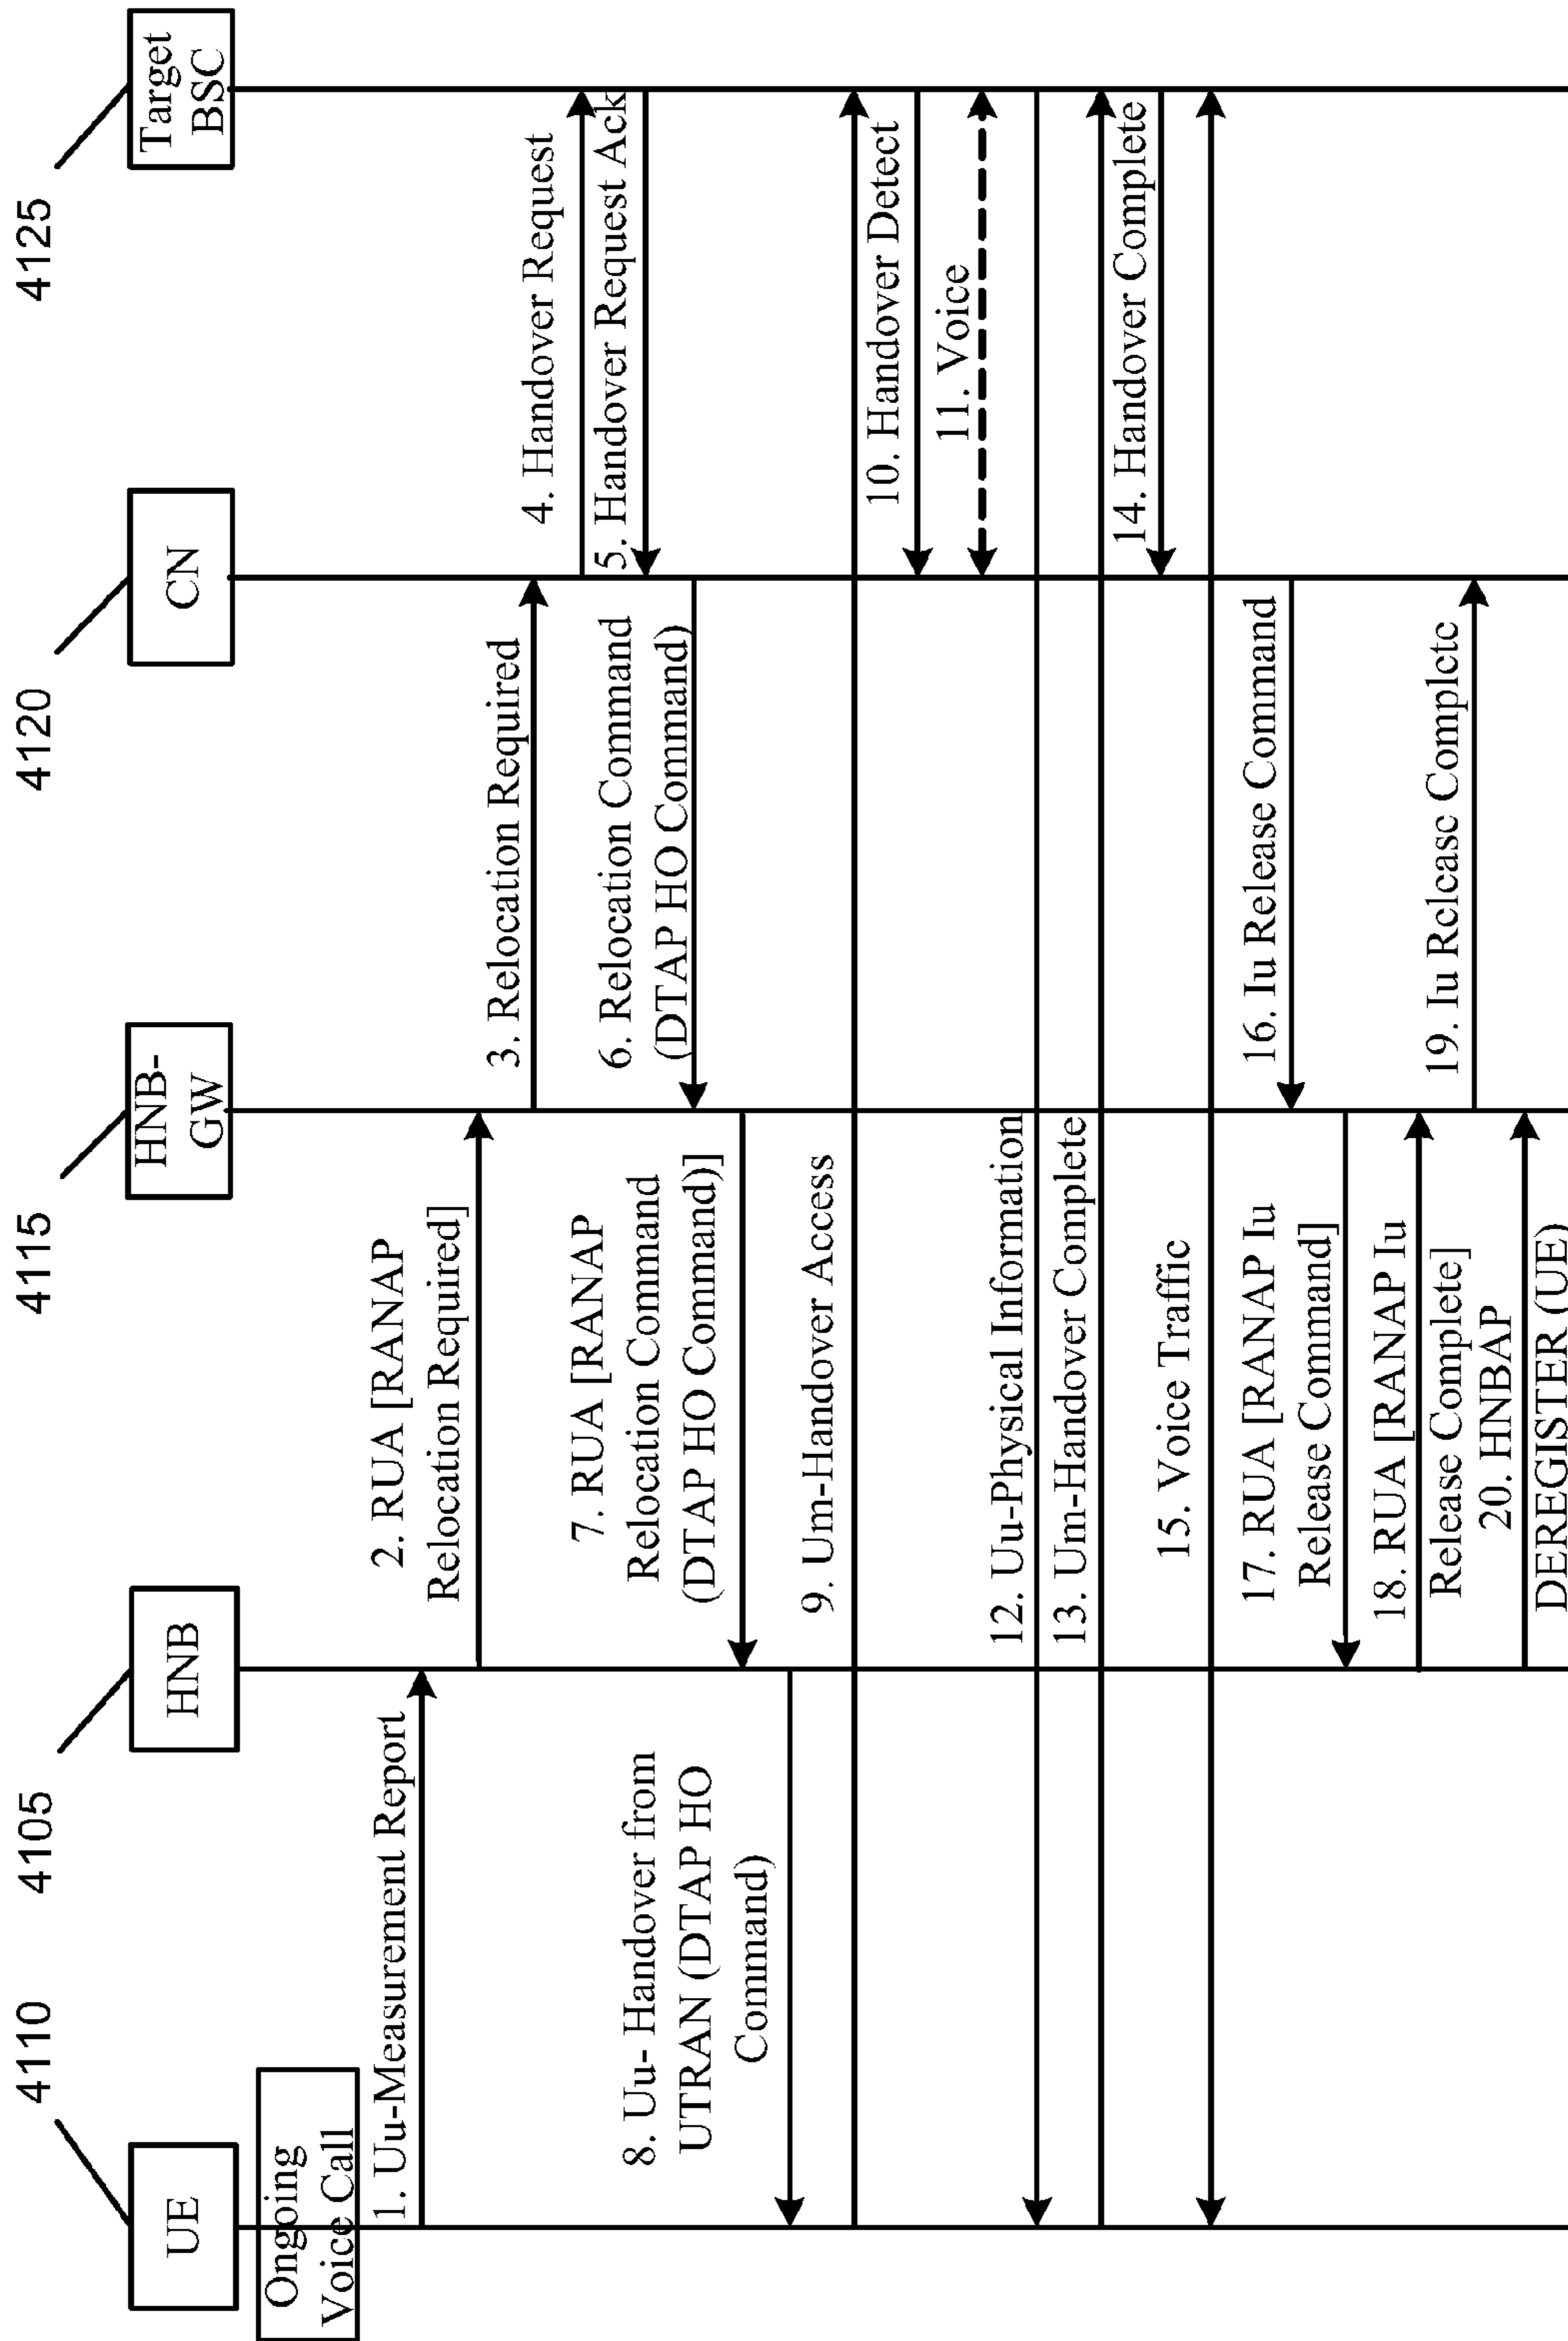 4110
4105
4115
4120
4125
UE
HNB
HNB-
GW
CN
Target
BSC
Ongoing
Voice Call
1. Uu-Measurement Report
2. RUA [RANAP
Relocation Required]
3. Relocation Required
4. Handover Request
5. Handover Request Ack
6. Relocation Command
(DTAP HO Command)
7. RUA [RANAP
Relocation Command
(DTAP HO Command)]
8. Uu- Handover from
UTRAN (DTAP HO
Command)
9. Um-Handover Access
10. Handover Detect
11. Voice
12. Uu-Physical Information
13. Um-Handover Complete
14. Handover Complete
15. Voice Traffic
16. Iu Release Command
17. RUA [RANAP Iu
Release Command]
18. RUA [RANAP Iu
Release Complete]
19. Iu Release Complete
20. HNBAP
DEREGISTER (UE)